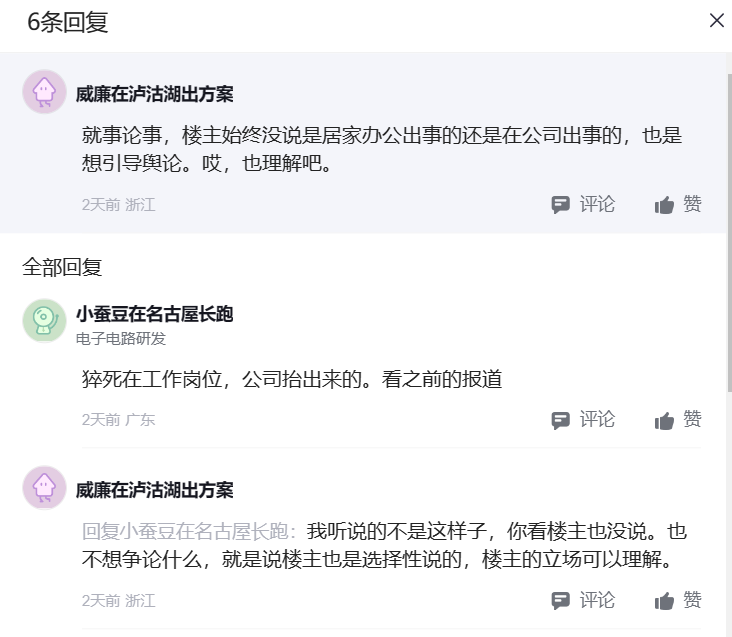 6条回复
威廉在泸沽湖出方案
就事论事，楼主始终没说是居家办公出事的还是在公司出事的，也是
想引导舆论。哎，也理解吧。
2天前 浙江
评论
赞
全部回复
小蚕豆在名古屋长跑
电子电路研发
猝死在工作岗位，公司抬出来的。看之前的报道
2天前 广东
评论
赞
威廉在泸沽湖出方案
回复小蚕豆在名古屋长跑：我听说的不是这样子，你看楼主也没说。也
不想争论什么，就是说楼主也是选择性说的，楼主的立场可以理解。
2天前 浙江
评论
赞